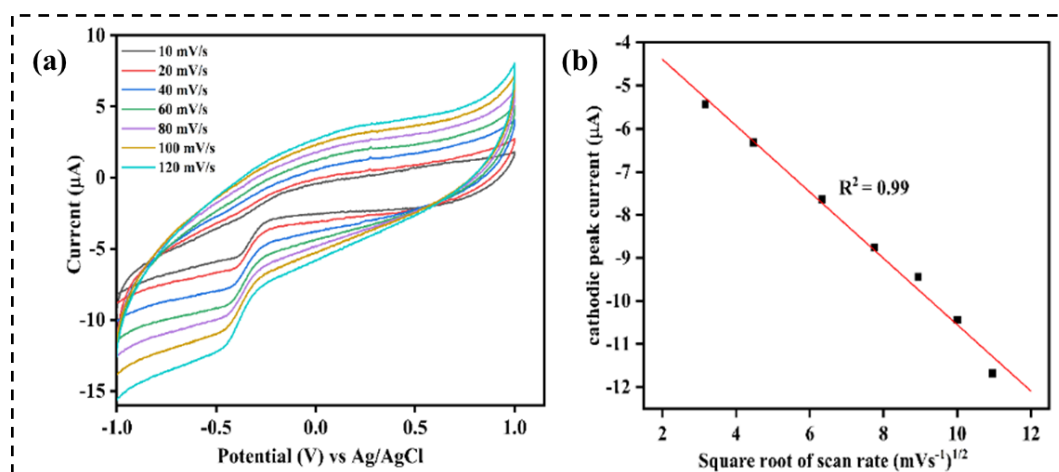 (a)
10 mV/s
20 mV/s
40 mV/s
60 mV/s
80 mV/s
100 mV/s
120 mV/s
10
5
0
-5
-10
-15
Current (µA)
-1.0 -0.5 0.0 0.5 1.0
Potential (V) vs Ag/AgCl
(b)
R² = 0.99
-4
-5
-6
-7
-8
-9
-10
-11
-12
cathodic peak current (µA)
2 4 6 8 10 12
Square root of scan rate (mVs⁻¹)¹/²